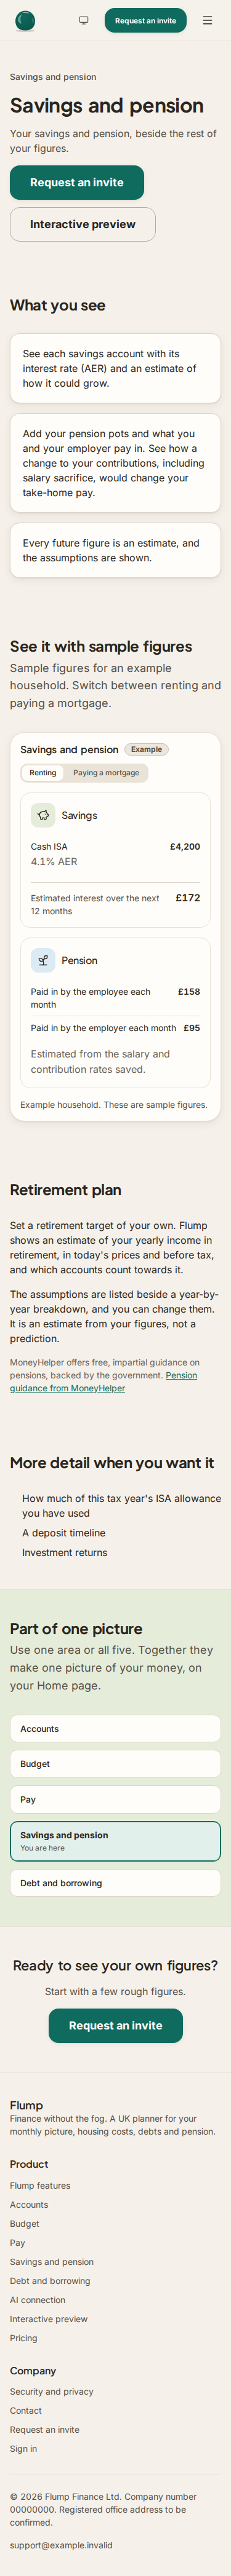 Request an invite
Savings and pension
Savings and pension
Your savings and pension, beside the rest of
your figures.
Request an invite
Interactive preview
What you see
See each savings account with its
interest rate (AER) and an estimate of
how it could grow.
Add your pension pots and what you
and your employer pay in. See how a
change to your contributions, including
salary sacrifice, would change your
take-home pay.
Every future figure is an estimate, and
the assumptions are shown.
See it with sample figures
Sample figures for an example
household. Switch between renting and
paying a mortgage.
Savings and pension Example
Renting Paying a mortgage
Savings
Cash ISA £4,200
4.1% AER
Estimated interest over the next £172
12 months
Pension
Paid in by the employee each £158
month
Paid in by the employer each month £95
Estimated from the salary and
contribution rates saved.
Example household. These are sample figures.
Retirement plan
Set a retirement target of your own. Flump
shows an estimate of your yearly income in
retirement, in today's prices and before tax,
and which accounts count towards it.
The assumptions are listed beside a year-by-
year breakdown, and you can change them.
It is an estimate from your figures, not a
prediction.
MoneyHelper offers free, impartial guidance on
pensions, backed by the government. Pension
guidance from MoneyHelper
More detail when you want it
How much of this tax year's ISA allowance
you have used
A deposit timeline
Investment returns
Part of one picture
Use one area or all five. Together they
make one picture of your money, on
your Home page.
Accounts
Budget
Pay
Savings and pension
You are here
Debt and borrowing
Ready to see your own figures?
Start with a few rough figures.
Request an invite
Flump
Finance without the fog. A UK planner for your
monthly picture, housing costs, debts and pension.
Product
Flump features
Accounts
Budget
Pay
Savings and pension
Debt and borrowing
AI connection
Interactive preview
Pricing
Company
Security and privacy
Contact
Request an invite
Sign in
© 2026 Flump Finance Ltd. Company number
00000000. Registered office address to be
confirmed.
support@example.invalid